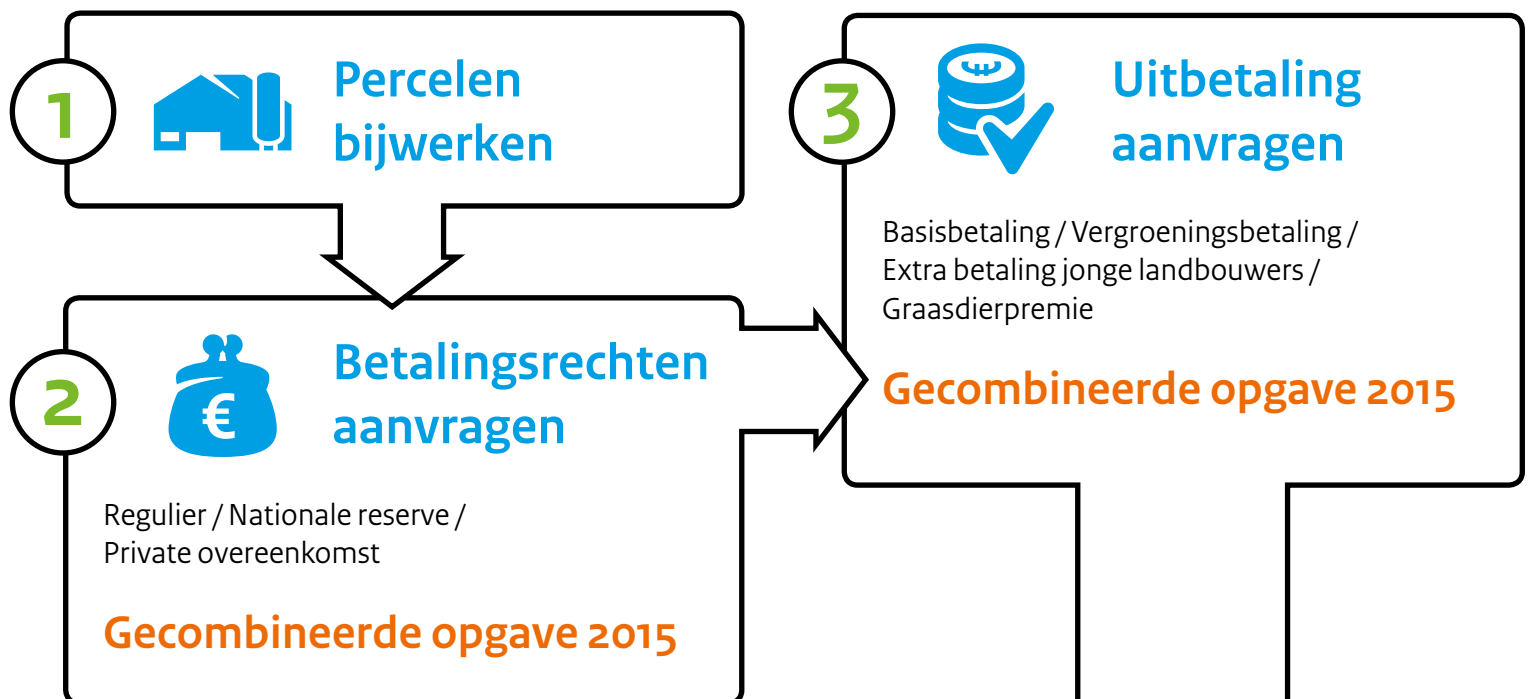 1
Percelen
bijwerken
2
€
Betalingsrechten
aanvragen
Regulier / Nationale reserve /
Private overeenkomst
Gecombineerde opgave 2015
3
Uitbetaling
aanvragen
Basisbetaling / Vergroeningsbetaling /
Extra betaling jonge landbouwers /
Graasdierpremie
Gecombineerde opgave 2015